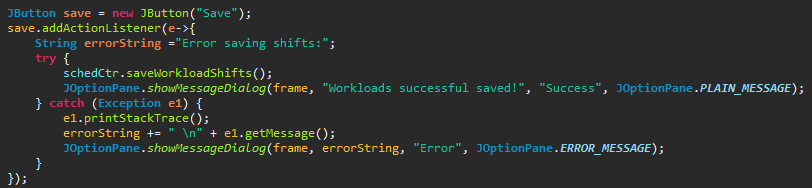 JButton save = new JButton("Save");
save.addActionListener(e->{
    String errorString ="Error saving shifts:";
    try {
        schedCtr.saveWorkloadShifts();
        JOptionPane.showMessageDialog(frame, "Workloads successful saved!", "Success", JOptionPane.PLAIN_MESSAGE);
    } catch (Exception e1) {
        e1.printStackTrace();
        errorString += " \n" + e1.getMessage();
        JOptionPane.showMessageDialog(frame, errorString, "Error", JOptionPane.ERROR_MESSAGE);
    }
});